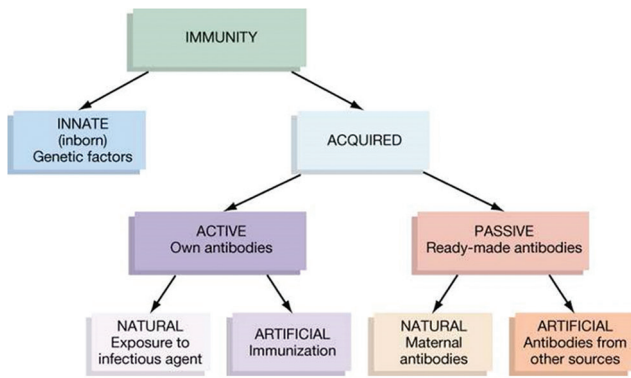 IMMUNITY
INNATE
(inborn)
Genetic factors
ACQUIRED
ACTIVE
Own antibodies
PASSIVE
Ready-made antibodies
NATURAL
Exposure to
infectious agent
ARTIFICIAL
Immunization
NATURAL
Maternal
antibodies
ARTIFICIAL
Antibodies from
other sources